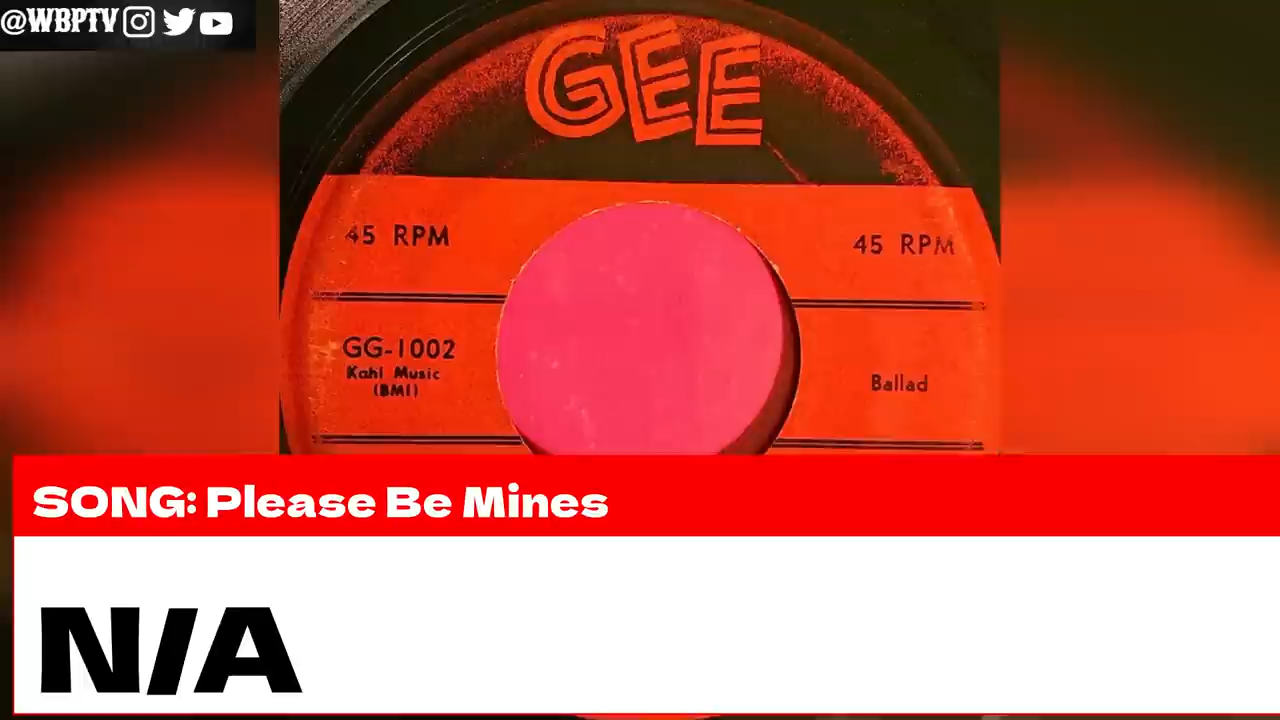 @WBPTV
GEE
45 RPM
45 RPM
GG-1002
Kahl Music
(BMI)
Ballad
SONG: Please Be Mines
N/A